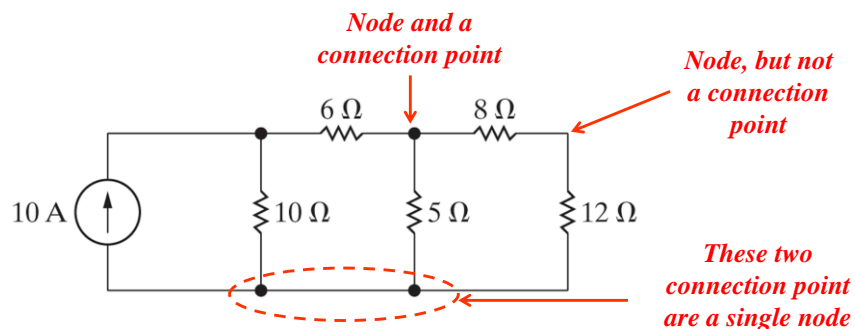 Node and a
connection point
Node, but not
a connection
point
6 Ω
8 Ω
10 A
10 Ω
5 Ω
12 Ω
These two
connection point
are a single node